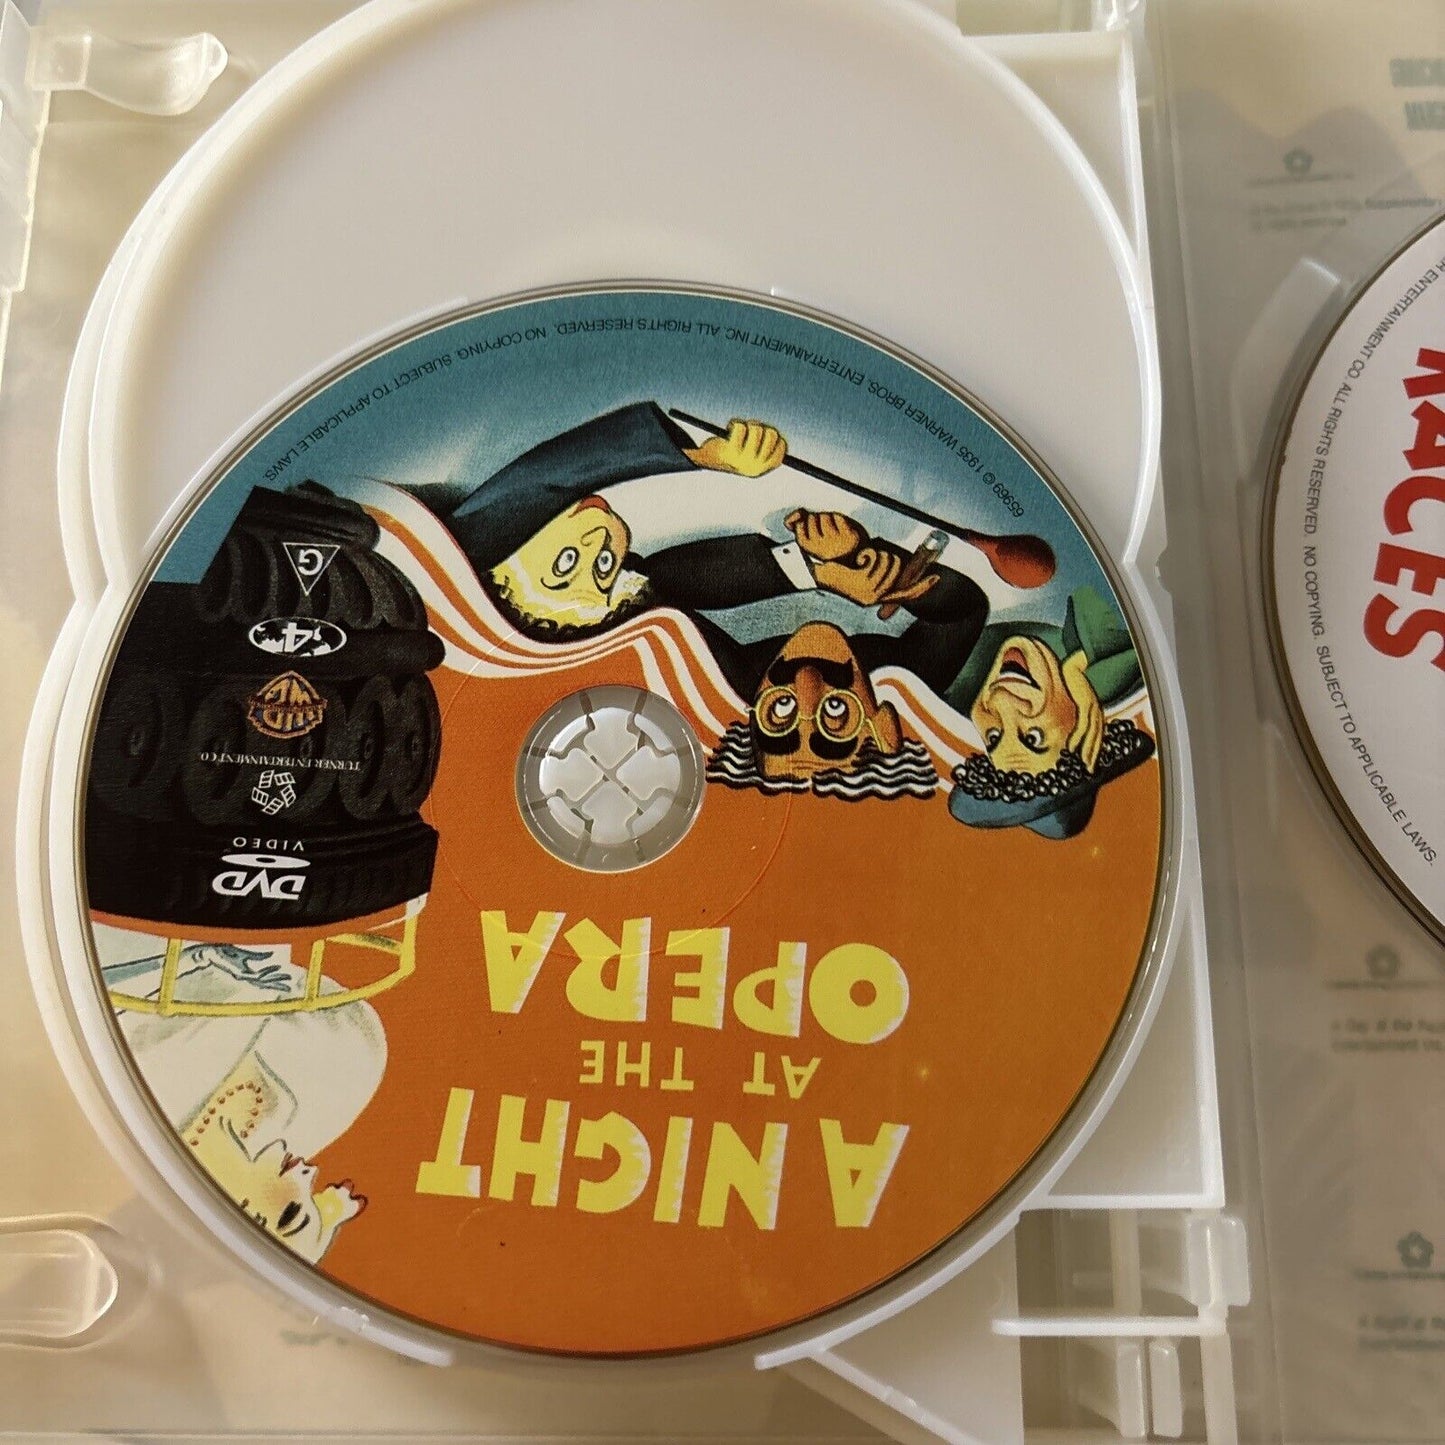 A NIGHT
AT THE
OPERA
DVD
VIDEO
TURNER ENTERTAINMENT CO
4
G
65969 © 1935 WARNER BROS. ENTERTAINMENT INC. ALL RIGHTS RESERVED. NO COPYING. SUBJECT TO APPLICABLE LAWS.
RACES
ENTERTAINMENT CO. ALL RIGHTS RESERVED. NO COPYING. SUBJECT TO APPLICABLE LAWS.